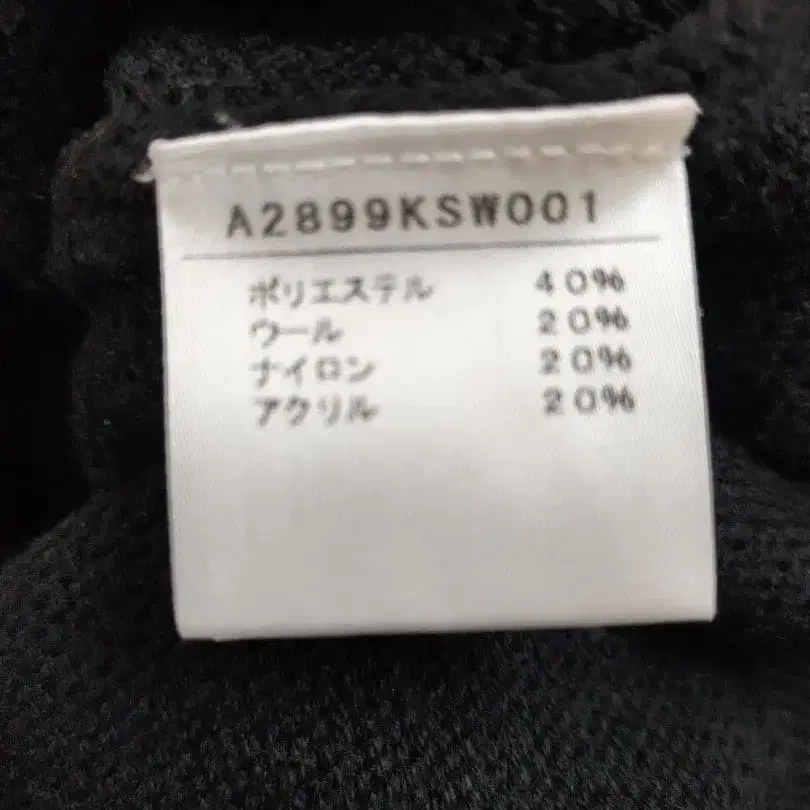 A2899KSW001
ポリエステル 40%
ウール 20%
ナイロン 20%
アクリル 20%